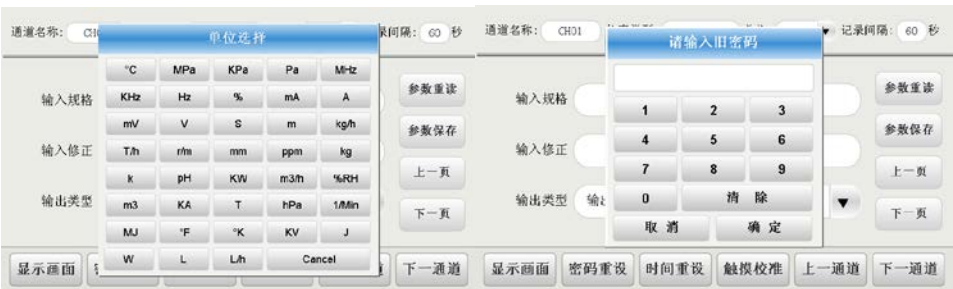 通道名称: CH
单位选择
录间隔: 60 秒
℃ MPa KPa Pa MHz
KHz Hz % mA A
mV V S m kg/h
T/h r/m mm ppm kg
k pH KW m3/h %RH
m3 KA T hPa 1/Min
MJ °F °K KV J
W L L/h Cancel
输入规格
输入修正
输出类型
参数重读
参数保存
上一页
下一页
显示画面
下一通道
通道名称: CH01
请输入旧密码
记录间隔: 60 秒
1 2 3
4 5 6
7 8 9
0 清 除
取 消 确 定
输入规格
输入修正
输出类型 输
参数重读
参数保存
上一页
下一页
显示画面 密码重设 时间重设 触摸校准 上一通道 下一通道